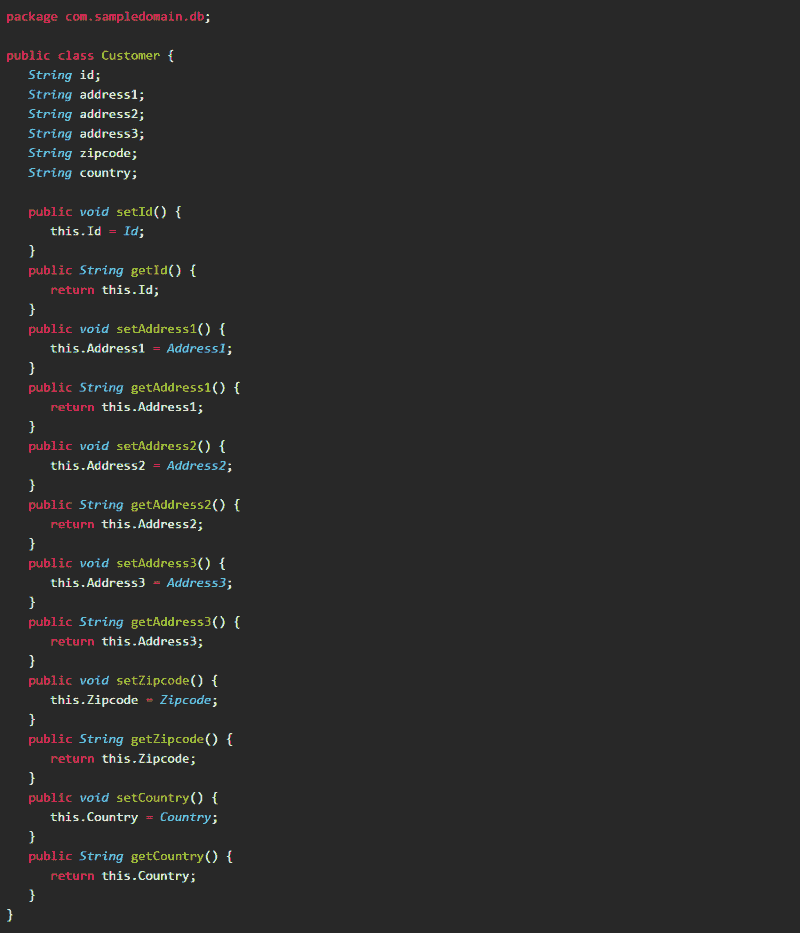 package com.sampledomain.db;

public class Customer {
   String id;
   String address1;
   String address2;
   String address3;
   String zipcode;
   String country;

   public void setId() {
      this.Id = Id;
   }
   public String getId() {
      return this.Id;
   }
   public void setAddress1() {
      this.Address1 = Address1;
   }
   public String getAddress1() {
      return this.Address1;
   }
   public void setAddress2() {
      this.Address2 = Address2;
   }
   public String getAddress2() {
      return this.Address2;
   }
   public void setAddress3() {
      this.Address3 = Address3;
   }
   public String getAddress3() {
      return this.Address3;
   }
   public void setZipcode() {
      this.Zipcode = Zipcode;
   }
   public String getZipcode() {
      return this.Zipcode;
   }
   public void setCountry() {
      this.Country = Country;
   }
   public String getCountry() {
      return this.Country;
   }
}